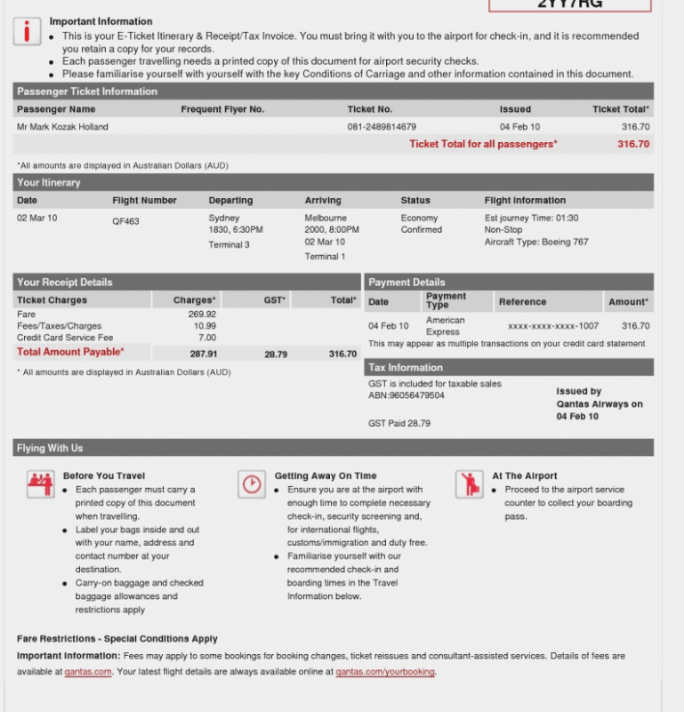 2YY7RG
Important Information
• This is your E-Ticket Itinerary & Receipt/Tax Invoice. You must bring it with you to the airport for check-in, and it is recommended
you retain a copy for your records.
• Each passenger travelling needs a printed copy of this document for airport security checks.
• Please familiarise yourself with yourself with the key Conditions of Carriage and other information contained in this document.
Passenger Ticket Information
Passenger Name Frequent Flyer No. Ticket No. Issued Ticket Total*
Mr Mark Kozak Holland 081-2489814679 04 Feb 10 316.70
Ticket Total for all passengers* 316.70
*All amounts are displayed in Australian Dollars (AUD)
Your Itinerary
Date Flight Number Departing Arriving Status Flight Information
02 Mar 10 QF463 Sydney Melbourne Economy Est journey Time: 01:30
1830, 6:30PM 2000, 8:00PM Confirmed Non-Stop
Terminal 3 02 Mar 10 Aircraft Type: Boeing 767
Terminal 1
Your Receipt Details
Ticket Charges Charges* GST* Total*
Fare 269.92
Fees/Taxes/Charges 10.99
Credit Card Service Fee 7.00
Total Amount Payable* 287.91 28.79 316.70
* All amounts are displayed in Australian Dollars (AUD)
Payment Details
Date Payment Type Reference Amount*
04 Feb 10 American Express xxxx-xxxx-xxxx-1007 316.70
This may appear as multiple transactions on your credit card statement
Tax Information
GST is included for taxable sales
ABN:96056479504
GST Paid 28.79
Issued by
Qantas Airways on
04 Feb 10
Flying With Us
Before You Travel
• Each passenger must carry a
printed copy of this document
when travelling.
• Label your bags inside and out
with your name, address and
contact number at your
destination.
• Carry-on baggage and checked
baggage allowances and
restrictions apply
Getting Away On Time
• Ensure you are at the airport with
enough time to complete necessary
check-in, security screening and,
for international flights,
customs/immigration and duty free.
• Familiarise yourself with our
recommended check-in and
boarding times in the Travel
Information below.
At The Airport
• Proceed to the airport service
counter to collect your boarding
pass.
Fare Restrictions - Special Conditions Apply
Important Information: Fees may apply to some bookings for booking changes, ticket reissues and consultant-assisted services. Details of fees are
available at qantas.com. Your latest flight details are always available online at qantas.com/yourbooking.